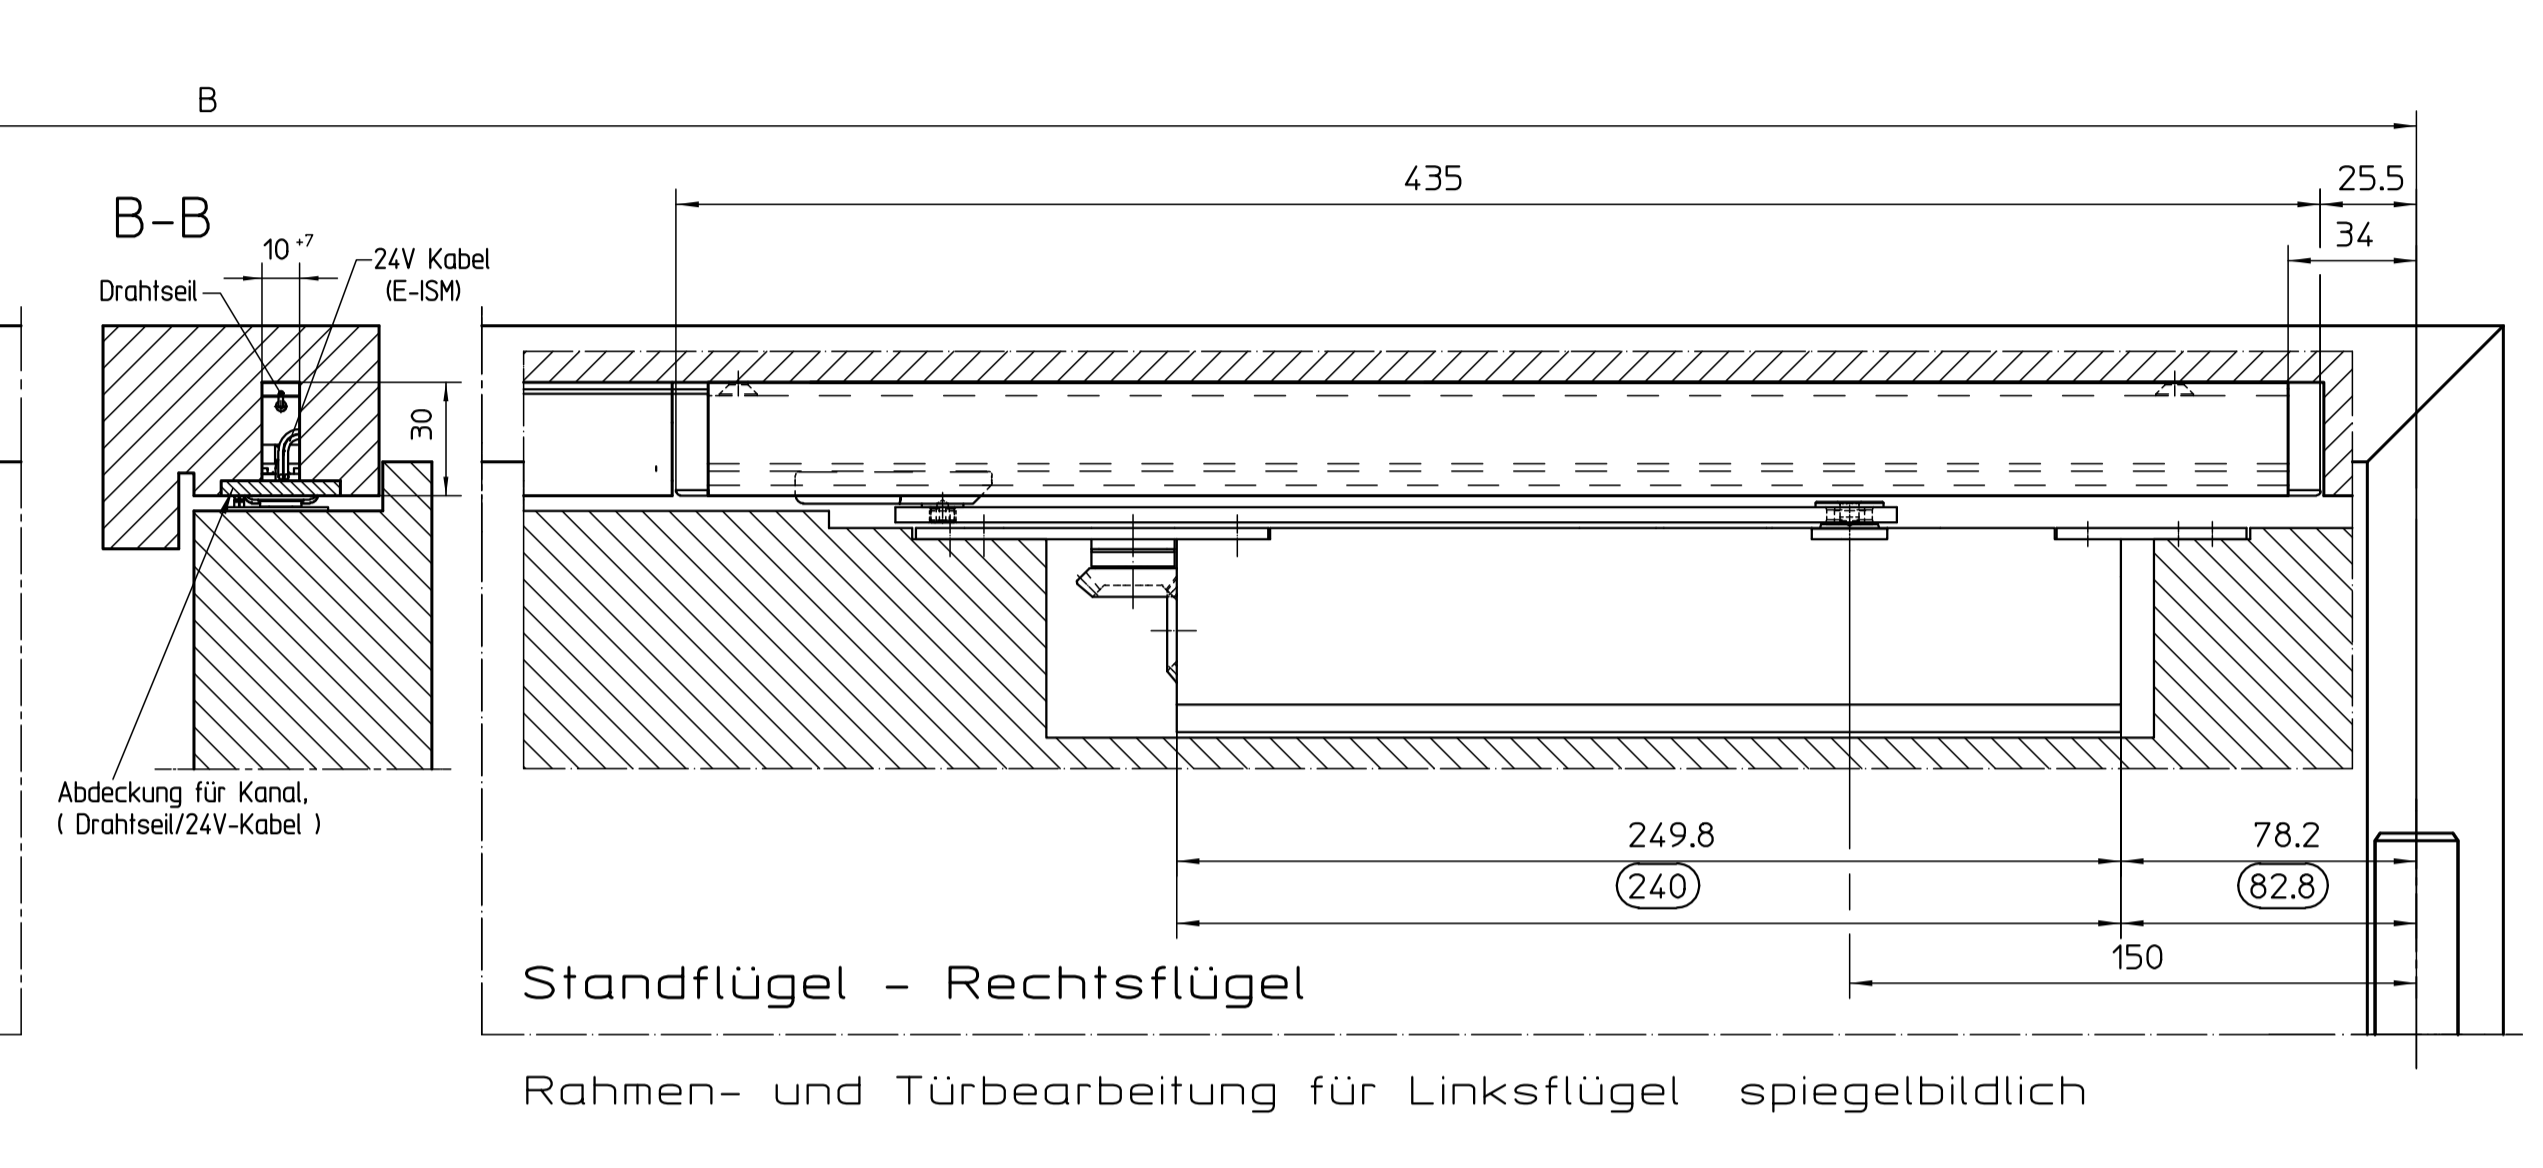 B
435
25.5
B-B
34
10 +7
24V Kabel
(E-ISM)
Drahtseil
30
Abdeckung für Kanal,
( Drahtseil/24V-Kabel )
249.8
78.2
240
82.8
150
Standflügel - Rechtsflügel
Rahmen- und Türbearbeitung für Linksflügel spiegelbildlich